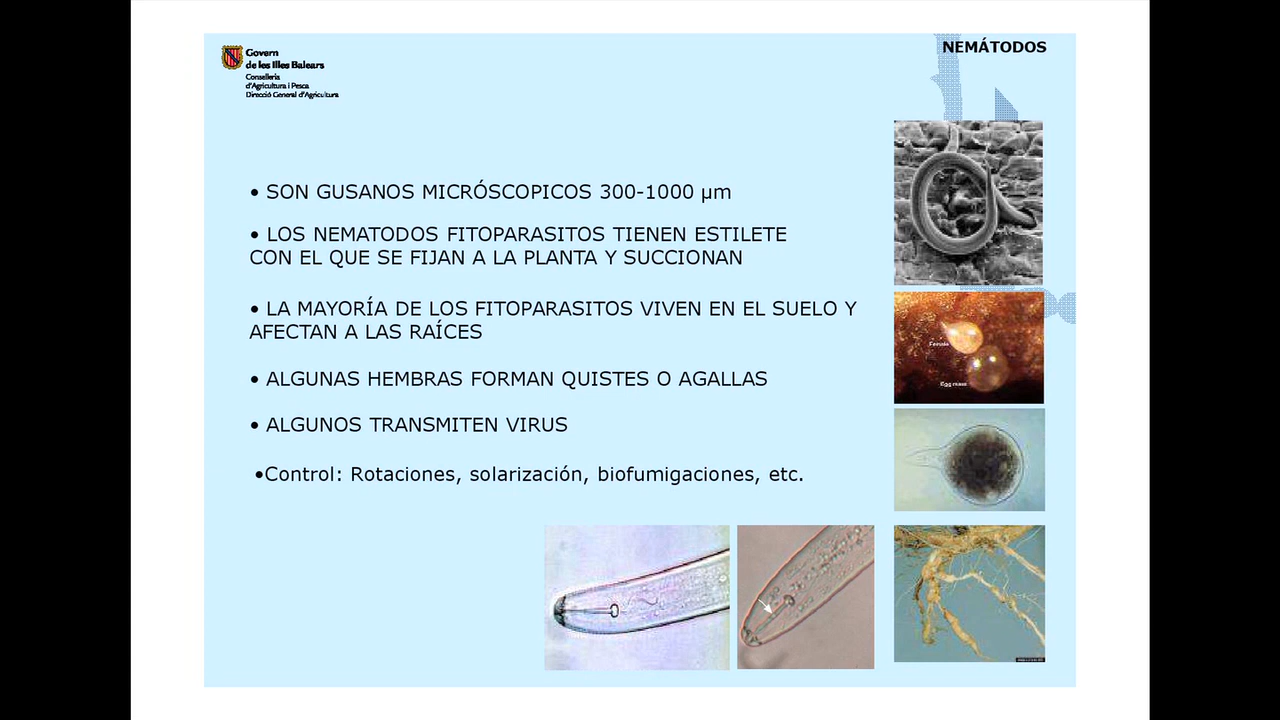 Govern
de les Illes Balears
Conselleria
d'Agricultura i Pesca
Direcció General d'Agricultura
NEMÁTODOS
• SON GUSANOS MICRÓSCOPICOS 300-1000 µm
• LOS NEMATODOS FITOPARASITOS TIENEN ESTILETE
CON EL QUE SE FIJAN A LA PLANTA Y SUCCIONAN
• LA MAYORÍA DE LOS FITOPARASITOS VIVEN EN EL SUELO Y
AFECTAN A LAS RAÍCES
• ALGUNAS HEMBRAS FORMAN QUISTES O AGALLAS
• ALGUNOS TRANSMITEN VIRUS
•Control: Rotaciones, solarización, biofumigaciones, etc.
Female
Egg mass